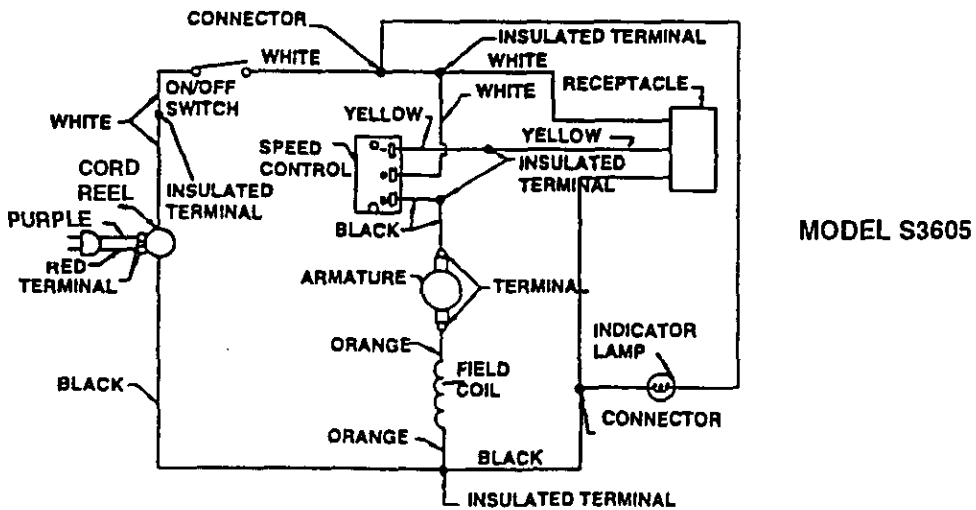 CONNECTOR
INSULATED TERMINAL
WHITE
WHITE
RECEPTACLE
ON/OFF
SWITCH
WHITE
YELLOW
YELLOW
WHITE
SPEED
CONTROL
INSULATED
TERMINAL
CORD
REEL
INSULATED
TERMINAL
PURPLE
BLACK
MODEL S3605
RED
TERMINAL
ARMATURE
TERMINAL
INDICATOR
LAMP
ORANGE
FIELD
COIL
BLACK
CONNECTOR
ORANGE
BLACK
INSULATED TERMINAL